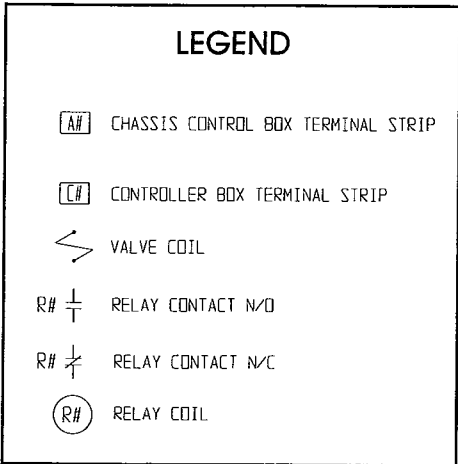 LEGEND
A# CHASSIS CONTROL BOX TERMINAL STRIP
C# CONTROLLER BOX TERMINAL STRIP
VALVE COIL
R# RELAY CONTACT N/O
R# RELAY CONTACT N/C
R# RELAY COIL